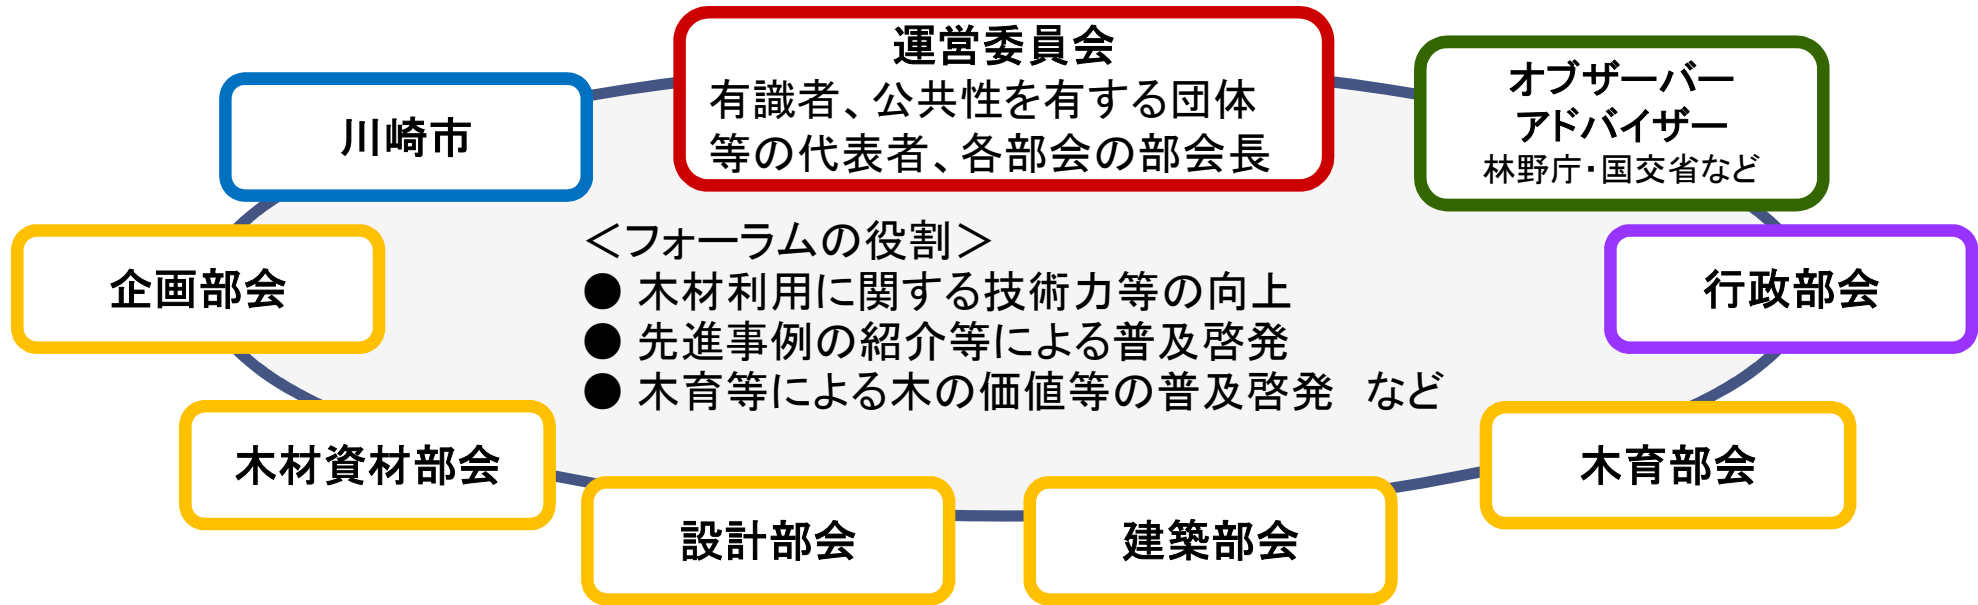 運営委員会
有識者、公共性を有する団体
等の代表者、各部会の部会長
オブザーバー
アドバイザー
林野庁・国交省など
川崎市
企画部会
行政部会
＜フォーラムの役割＞
● 木材利用に関する技術力等の向上
● 先進事例の紹介等による普及啓発
● 木育等による木の価値等の普及啓発　など
木材資材部会
木育部会
設計部会
建築部会